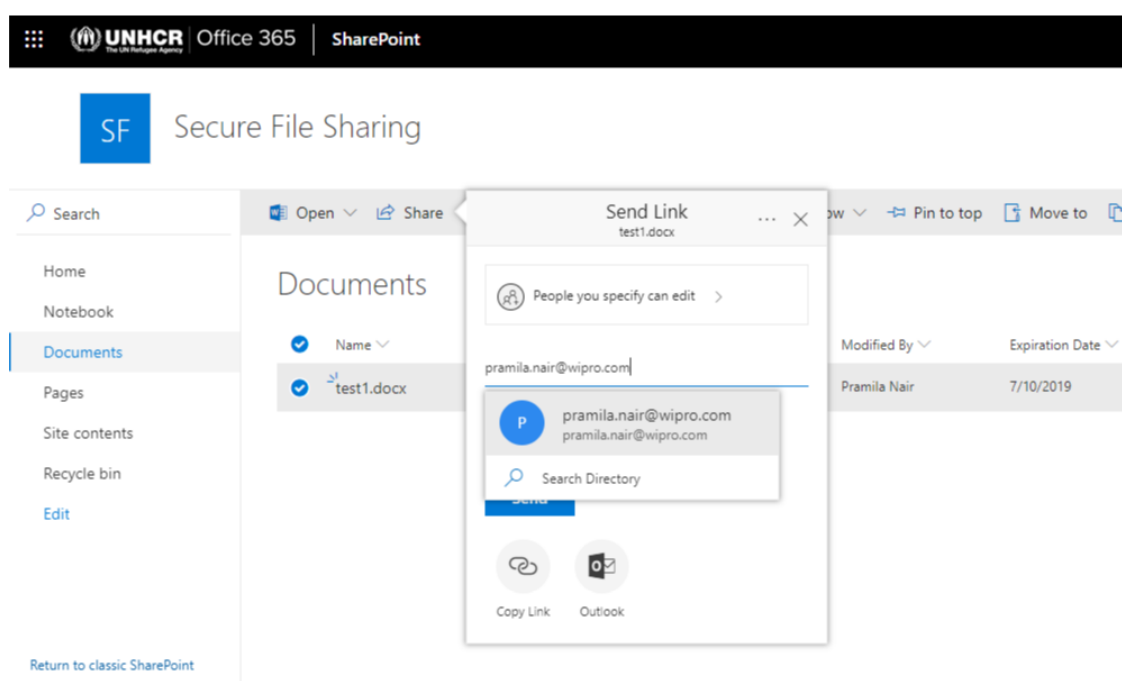 UNHCR
The UN Refugee Agency
Office 365
SharePoint
SF
Secure File Sharing
Search
Home
Notebook
Documents
Pages
Site contents
Recycle bin
Edit
Return to classic SharePoint
Open
Share
Pin to top
Move to
Documents
Name
Modified By
Expiration Date
test1.docx
Pramila Nair
7/10/2019
Send Link
test1.docx
People you specify can edit
pramila.nair@wipro.com
pramila.nair@wipro.com
pramila.nair@wipro.com
Search Directory
Send
Copy Link
Outlook